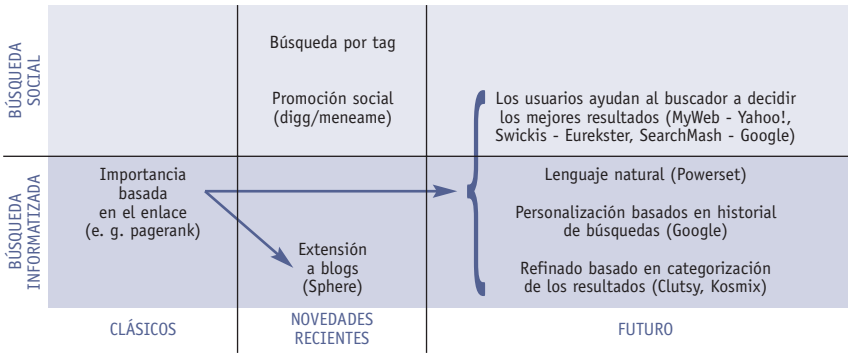 BÚSQUEDA
SOCIAL
Búsqueda por tag
Promoción social
(digg/meneame)
Los usuarios ayudan al buscador a decidir
los mejores resultados (MyWeb - Yahoo!,
Swickis - Eurekster, SearchMash - Google)
BÚSQUEDA
INFORMATIZADA
Importancia
basada
en el enlace
(e. g. pagerank)
Extensión
a blogs
(Sphere)
Lenguaje natural (Powerset)
Personalización basados en historial
de búsquedas (Google)
Refinado basado en categorización
de los resultados (Clutsy, Kosmix)
CLÁSICOS
NOVEDADES
RECIENTES
FUTURO